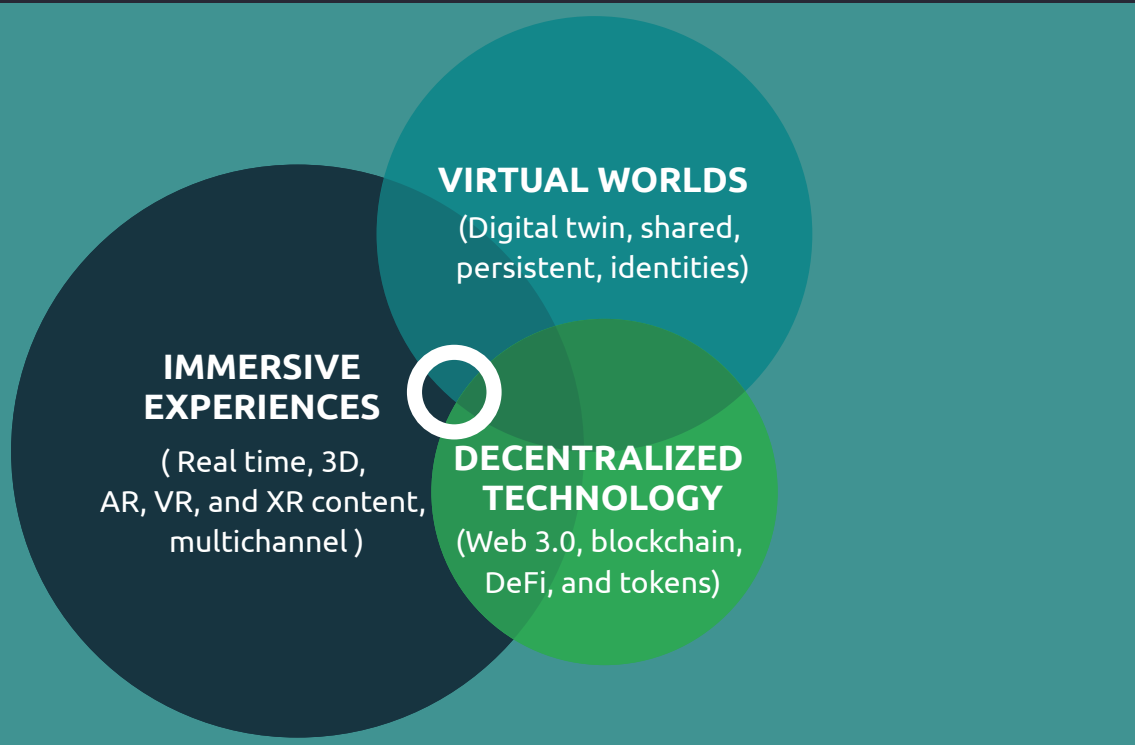 VIRTUAL WORLDS
(Digital twin, shared,
persistent, identities)
IMMERSIVE
EXPERIENCES
( Real time, 3D,
AR, VR, and XR content,
multichannel )
DECENTRALIZED
TECHNOLOGY
(Web 3.0, blockchain,
DeFi, and tokens)